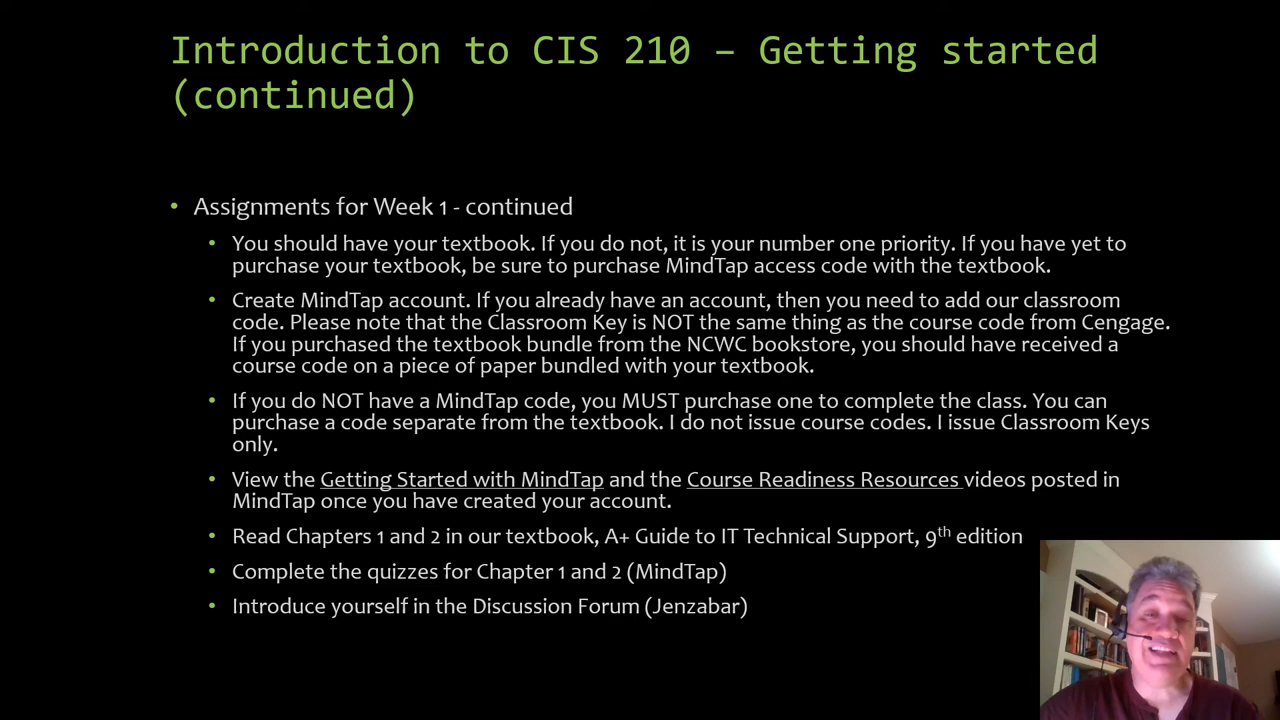 Introduction to CIS 210 – Getting started
(continued)
• Assignments for Week 1 - continued
• You should have your textbook. If you do not, it is your number one priority. If you have yet to
purchase your textbook, be sure to purchase MindTap access code with the textbook.
• Create MindTap account. If you already have an account, then you need to add our classroom
code. Please note that the Classroom Key is NOT the same thing as the course code from Cengage.
If you purchased the textbook bundle from the NCWC bookstore, you should have received a
course code on a piece of paper bundled with your textbook.
• If you do NOT have a MindTap code, you MUST purchase one to complete the class. You can
purchase a code separate from the textbook. I do not issue course codes. I issue Classroom Keys
only.
• View the Getting Started with MindTap and the Course Readiness Resources videos posted in
MindTap once you have created your account.
• Read Chapters 1 and 2 in our textbook, A+ Guide to IT Technical Support, 9th edition
• Complete the quizzes for Chapter 1 and 2 (MindTap)
• Introduce yourself in the Discussion Forum (Jenzabar)